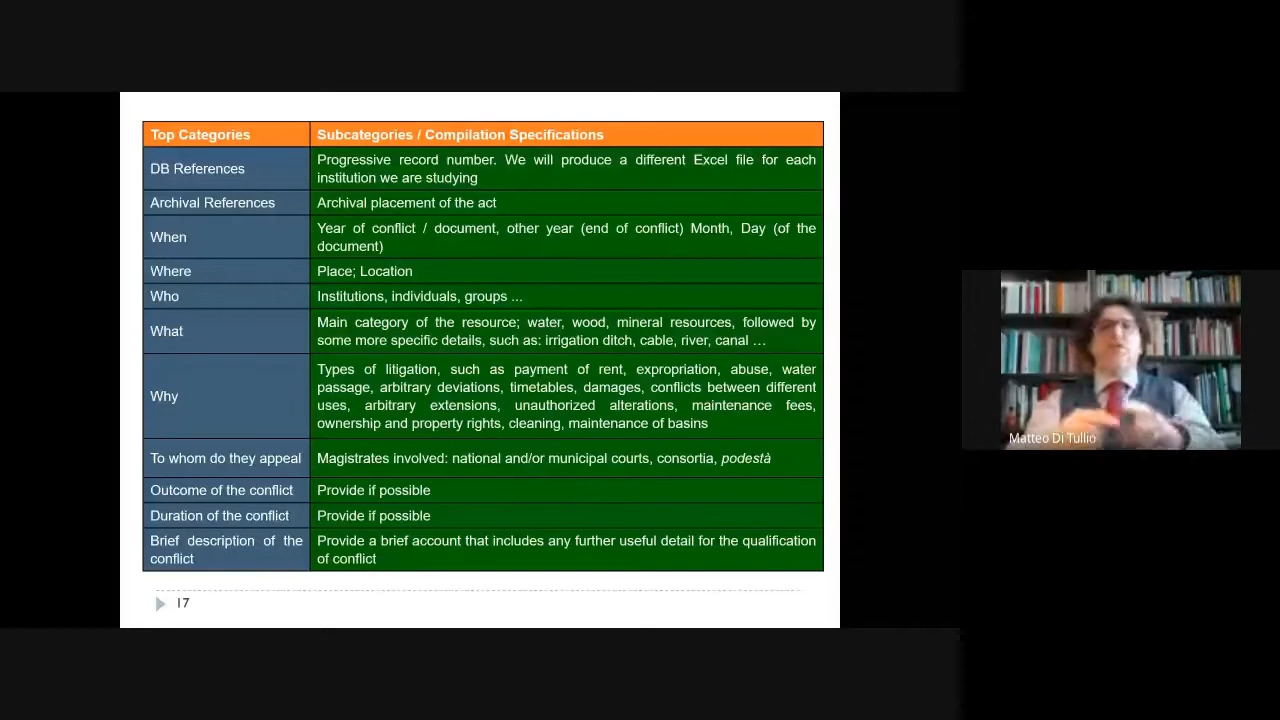 Top Categories
Subcategories / Compilation Specifications
DB References
Progressive record number. We will produce a different Excel file for each
institution we are studying
Archival References
Archival placement of the act
When
Year of conflict / document, other year (end of conflict) Month, Day (of the
document)
Where
Place; Location
Who
Institutions, individuals, groups ...
What
Main category of the resource; water, wood, mineral resources, followed by
some more specific details, such as: irrigation ditch, cable, river, canal …
Why
Types of litigation, such as payment of rent, expropriation, abuse, water
passage, arbitrary deviations, timetables, damages, conflicts between different
uses, arbitrary extensions, unauthorized alterations, maintenance fees,
ownership and property rights, cleaning, maintenance of basins
To whom do they appeal
Magistrates involved: national and/or municipal courts, consortia, podestà
Outcome of the conflict
Provide if possible
Duration of the conflict
Provide if possible
Brief description of the
conflict
Provide a brief account that includes any further useful detail for the qualification
of conflict
17
Matteo Di Tullio